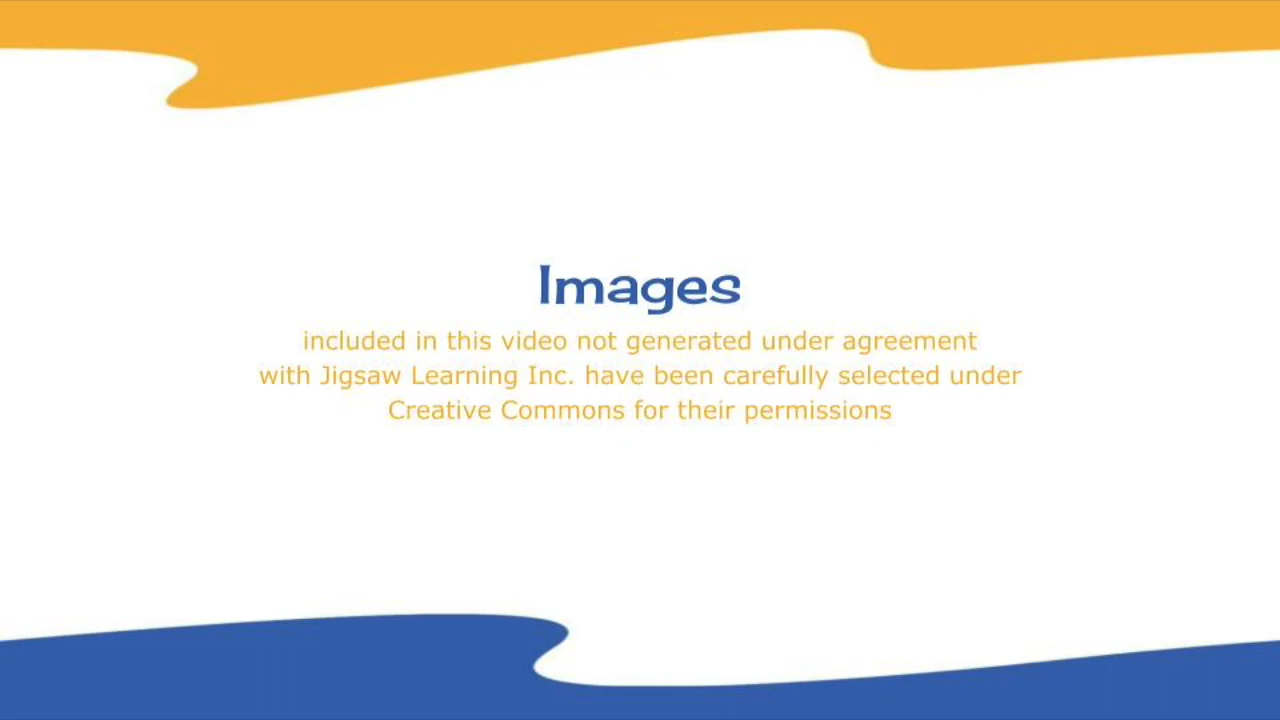 Images
included in this video not generated under agreement
with Jigsaw Learning Inc. have been carefully selected under
Creative Commons for their permissions